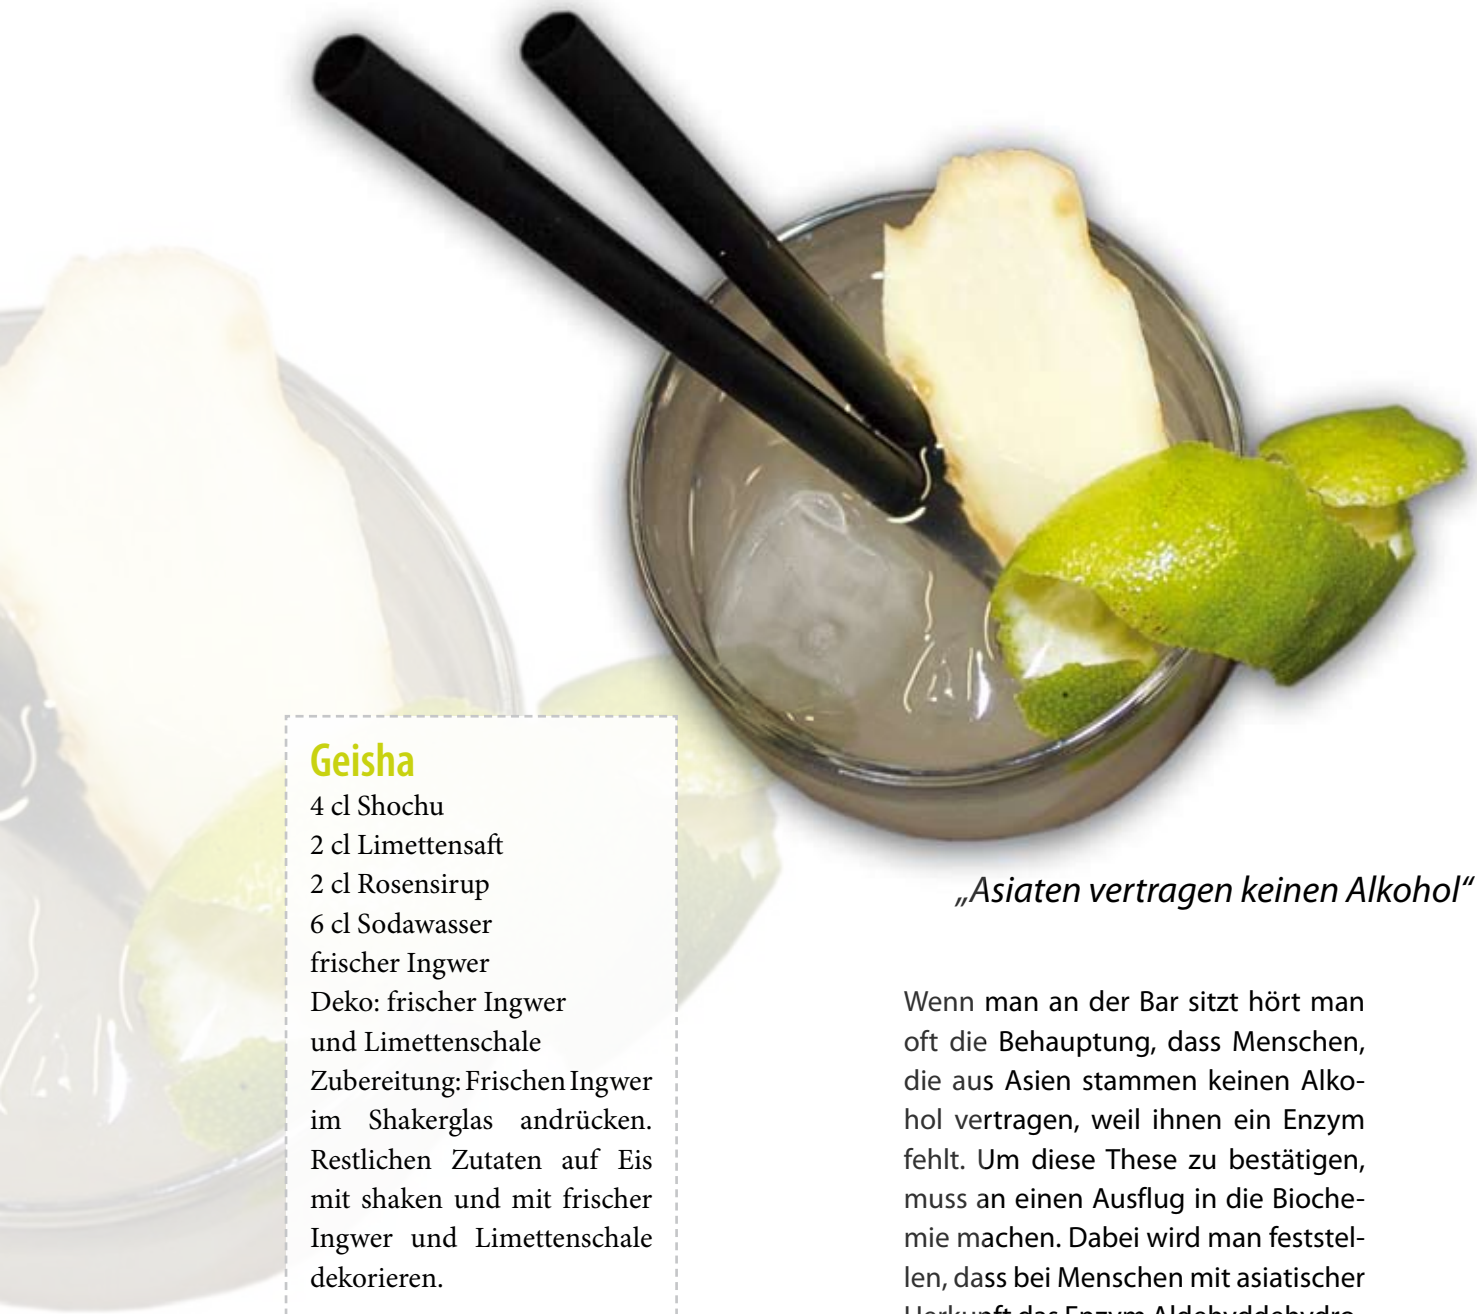 Geisha
4 cl Shochu
2 cl Limettensaft
2 cl Rosensirup
6 cl Sodawasser
frischer Ingwer
Deko: frischer Ingwer
und Limettenschale
Zubereitung: Frischen Ingwer
im Shakerglas andrücken.
Restlichen Zutaten auf Eis
mit shaken und mit frischer
Ingwer und Limettenschale
dekorieren.
„Asiaten vertragen keinen Alkohol“
Wenn man an der Bar sitzt hört man
oft die Behauptung, dass Menschen,
die aus Asien stammen keinen Alko-
hol vertragen, weil ihnen ein Enzym
fehlt. Um diese These zu bestätigen,
muss an einen Ausflug in die Bioche-
mie machen. Dabei wird man feststel-
len, dass bei Menschen mit asiatischer
Herkunft das Enzym Aldehyddehydro-